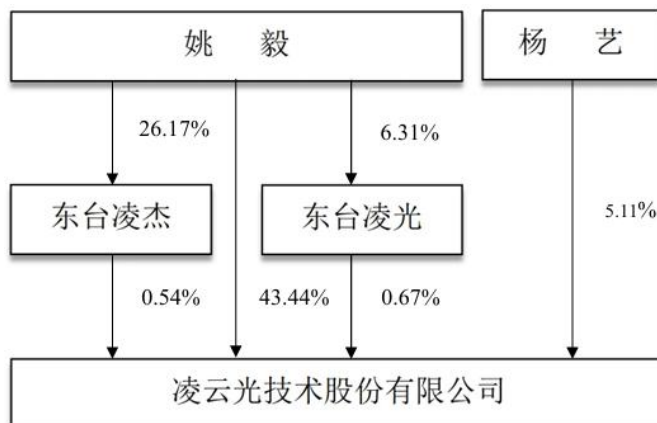 姚 毅
杨 艺
26.17%
6.31%
东台凌杰
东台凌光
5.11%
0.54%
43.44%
0.67%
凌云光技术股份有限公司